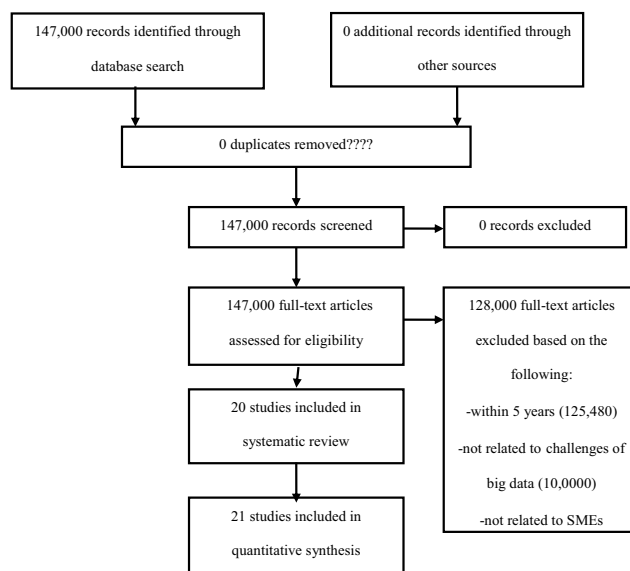 147,000 records identified through
database search
0 additional records identified through
other sources
0 duplicates removed????
147,000 records screened
0 records excluded
147,000 full-text articles
assessed for eligibility
128,000 full-text articles
excluded based on the
following:
-within 5 years (125,480)
-not related to challenges of
big data (10,0000)
-not related to SMEs
20 studies included in
systematic review
21 studies included in
quantitative synthesis